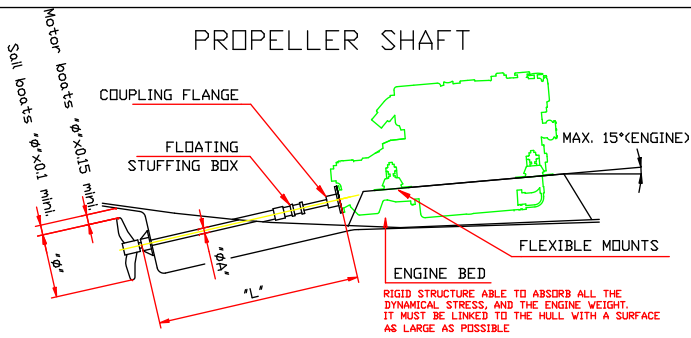 PROPELLER SHAFT
Motor boats "ø"x0.15 mini.
Sail boats "ø"x0.1 mini.
COUPLING FLANGE
FLOATING
STUFFING BOX
MAX. 15°(ENGINE)
"ø"
"øA"
"L"
FLEXIBLE MOUNTS
ENGINE BED
RIGID STRUCTURE ABLE TO ABSORB ALL THE
DYNAMICAL STRESS, AND THE ENGINE WEIGHT.
IT MUST BE LINKED TO THE HULL WITH A SURFACE
AS LARGE AS POSSIBLE